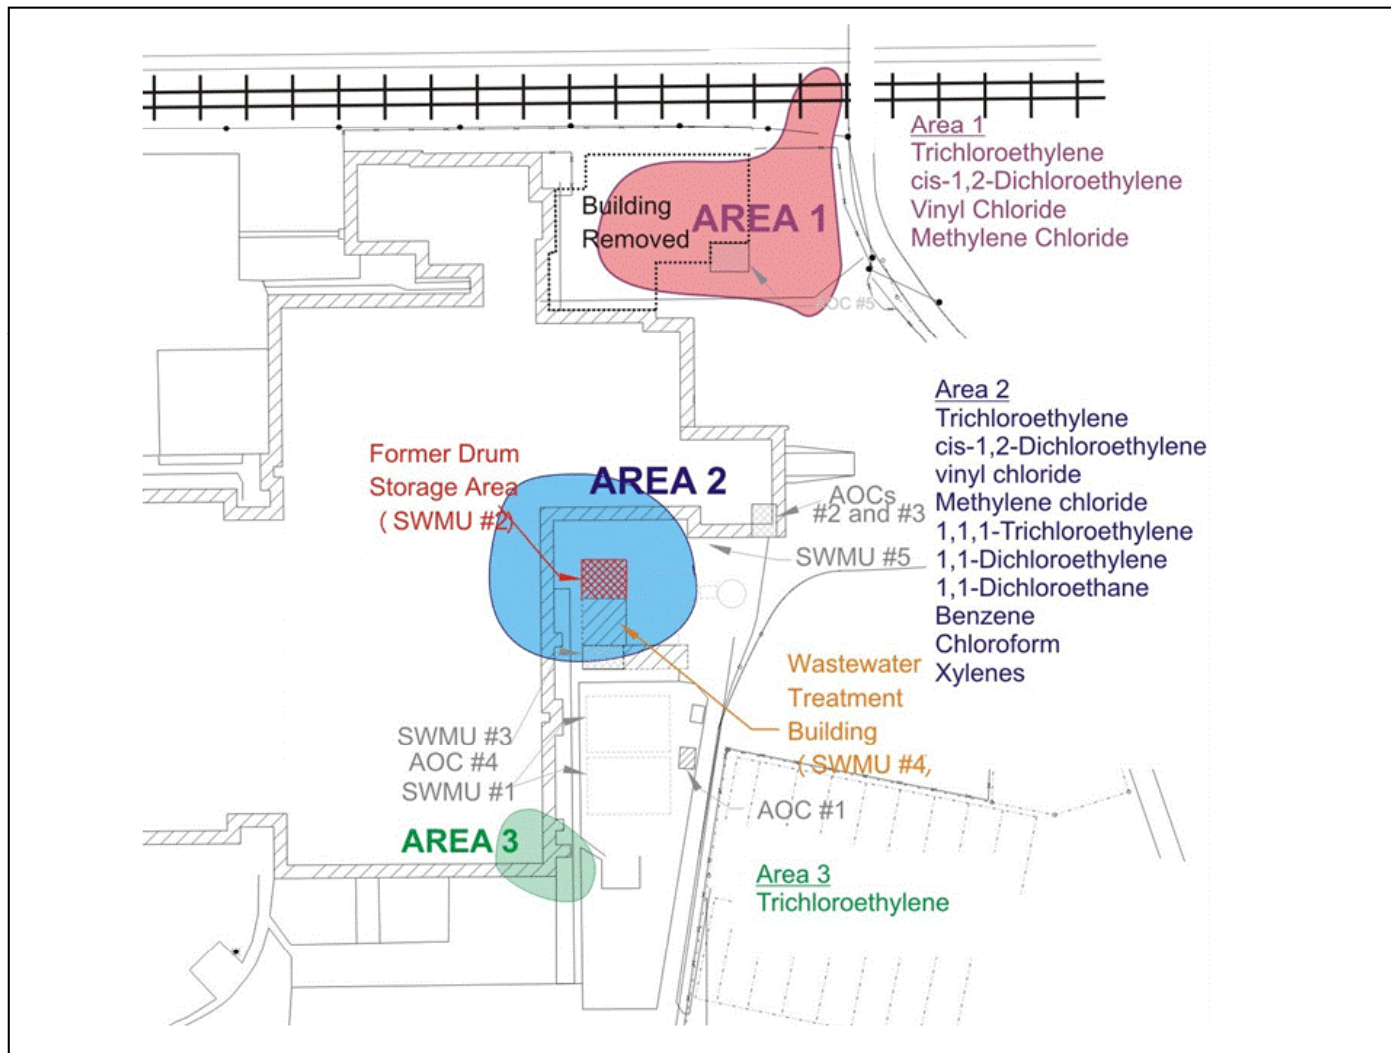 Area 1
Trichloroethylene
cis-1,2-Dichloroethylene
Vinyl Chloride
Methylene Chloride
Building
Removed
AREA 1
AOC #5
Area 2
Trichloroethylene
cis-1,2-Dichloroethylene
vinyl chloride
Methylene chloride
1,1,1-Trichloroethylene
1,1-Dichloroethylene
1,1-Dichloroethane
Benzene
Chloroform
Xylenes
Former Drum
Storage Area
( SWMU #2)
AREA 2
AOCs
#2 and #3
SWMU #5
Wastewater
Treatment
Building
( SWMU #4,
SWMU #3
AOC #4
SWMU #1
AOC #1
AREA 3
Area 3
Trichloroethylene